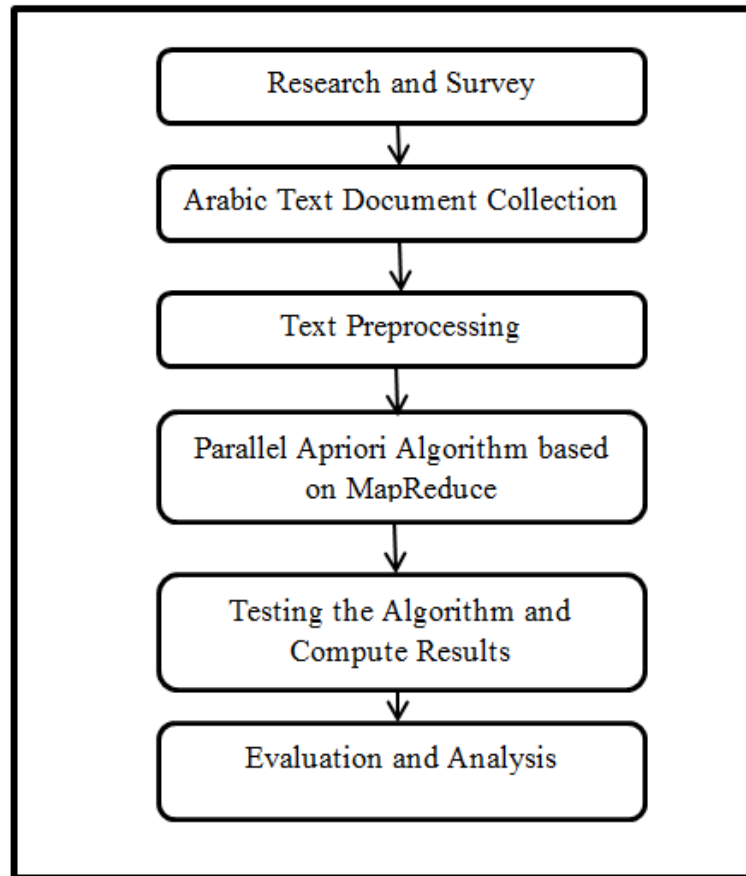 Research and Survey
Arabic Text Document Collection
Text Preprocessing
Parallel Apriori Algorithm based
on MapReduce
Testing the Algorithm and
Compute Results
Evaluation and Analysis